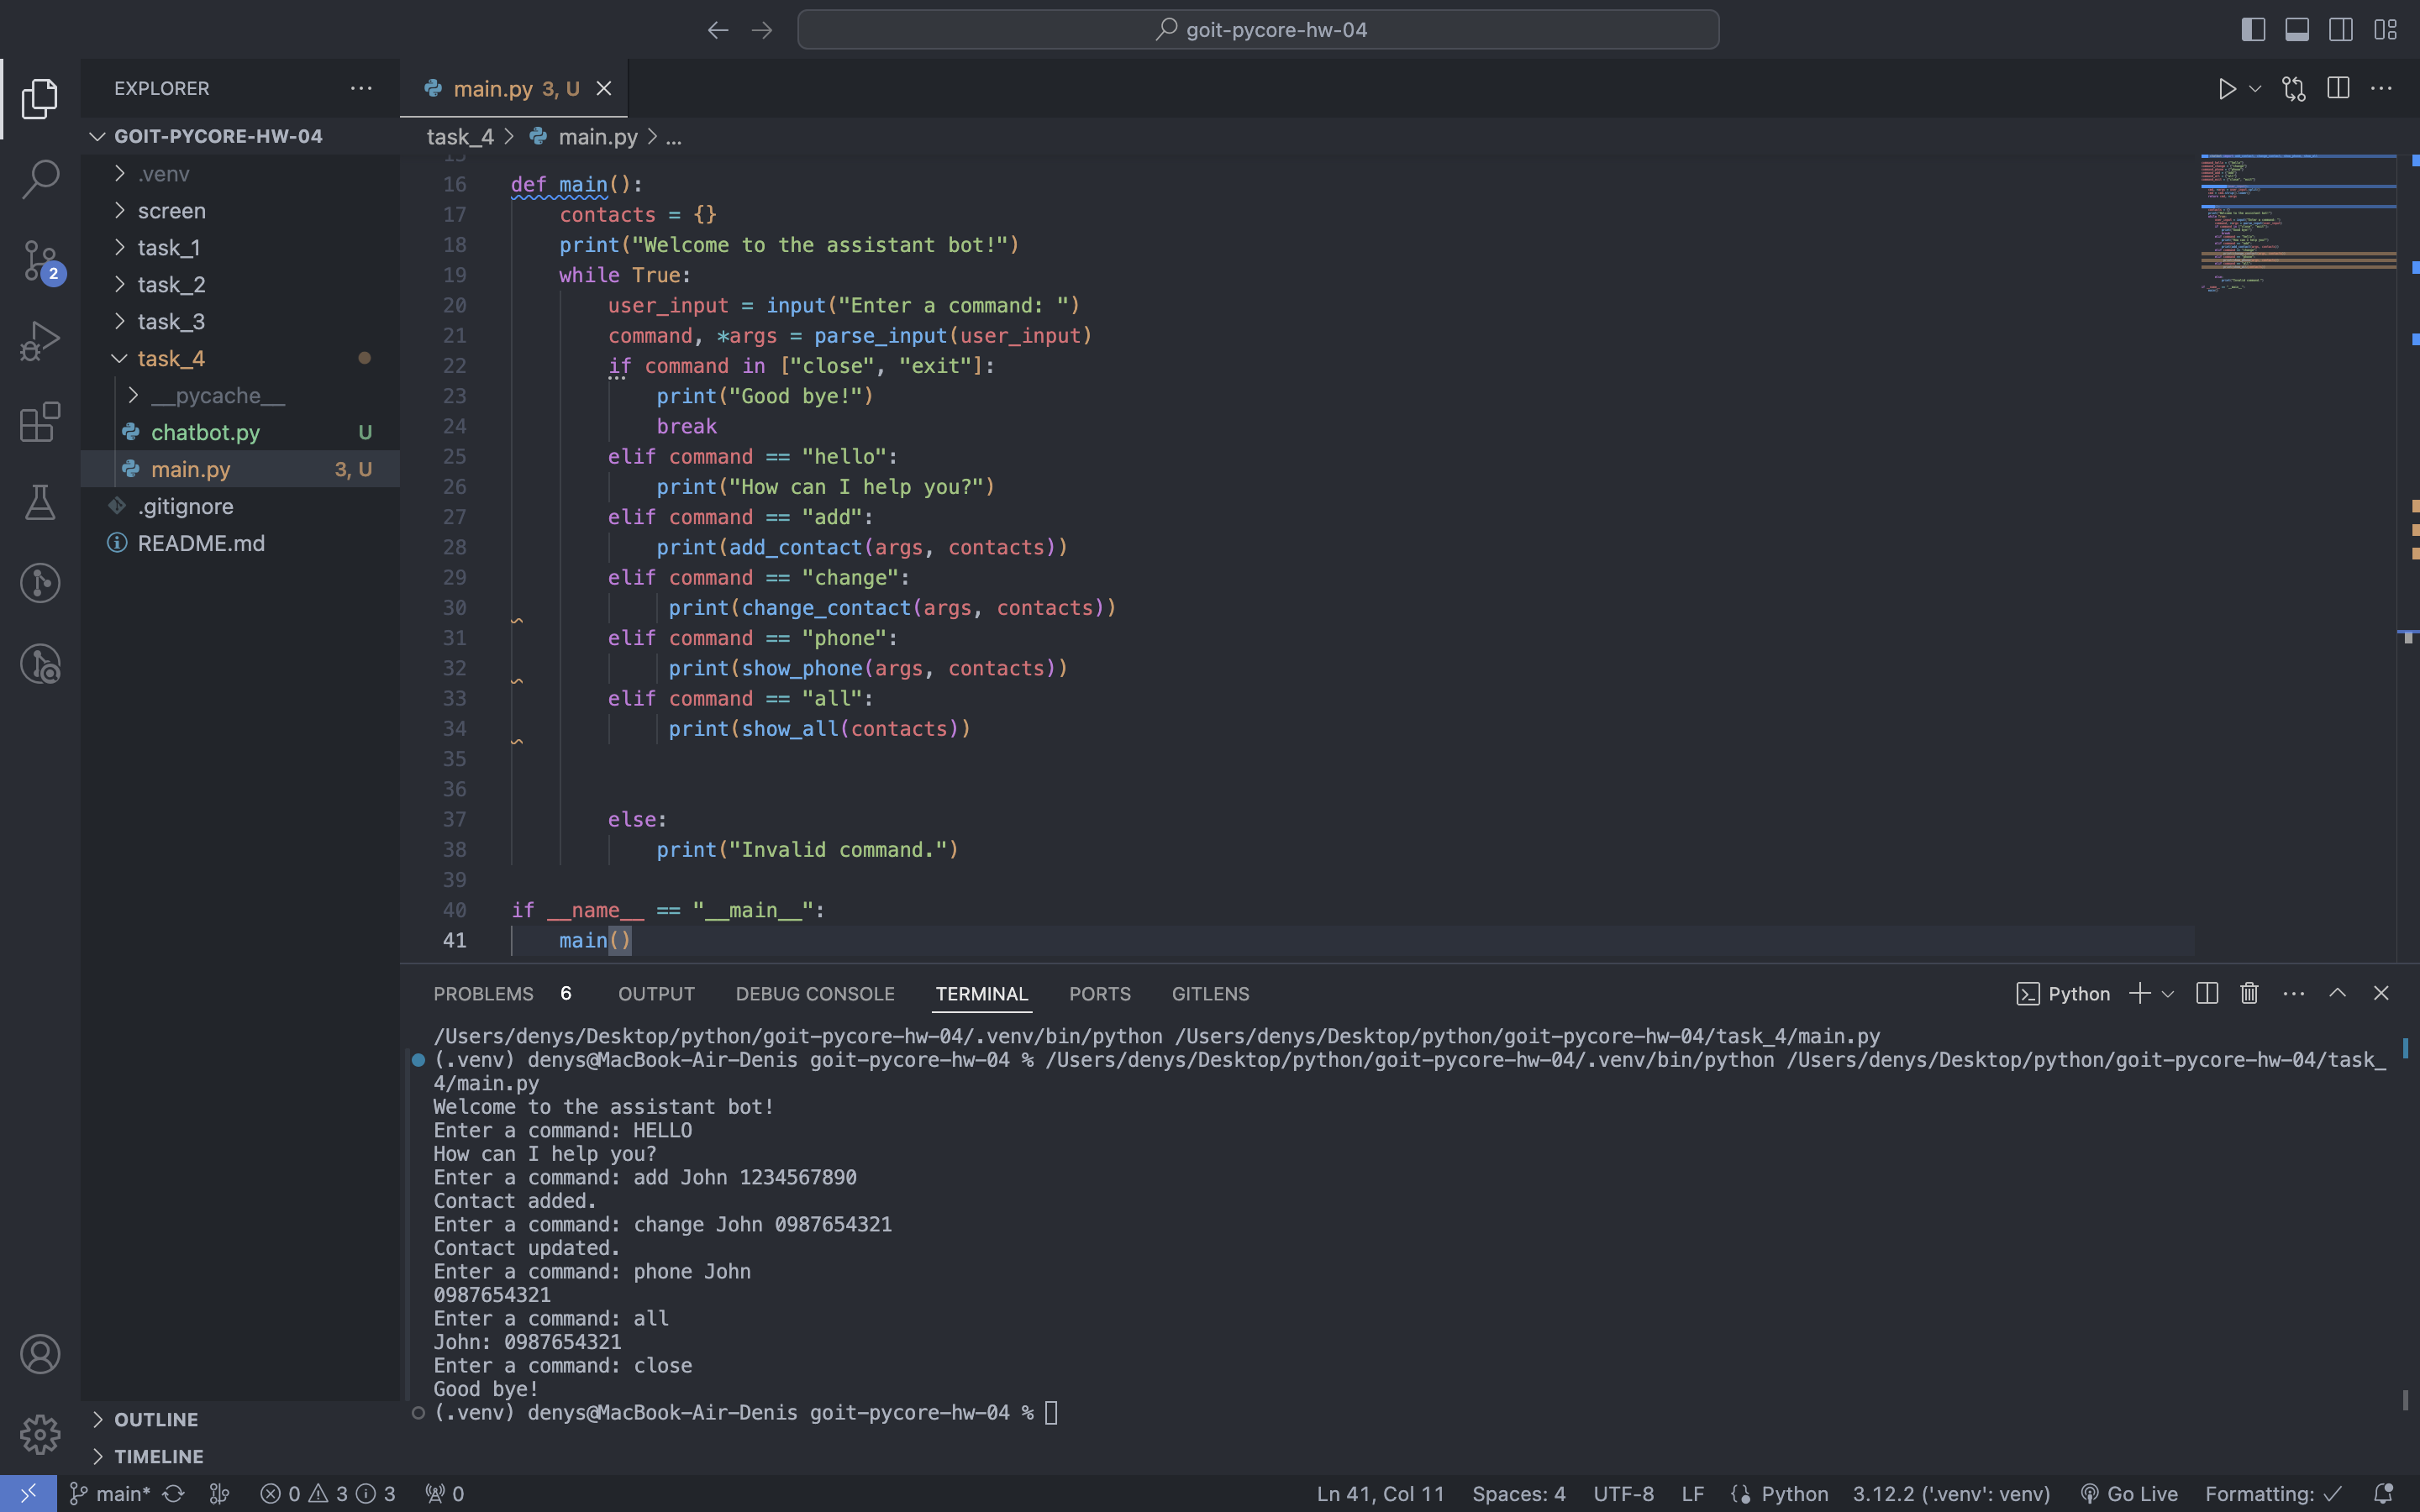 goit-pycore-hw-04
EXPLORER
main.py 3, U
GOIT-PYCORE-HW-04
task_4 > main.py > ...
.venv
screen
task_1
task_2
task_3
task_4
__pycache__
chatbot.py U
main.py 3, U
.gitignore
README.md
OUTLINE
TIMELINE
2
15
16 def main():
17 contacts = {}
18 print("Welcome to the assistant bot!")
19 while True:
20 user_input = input("Enter a command: ")
21 command, *args = parse_input(user_input)
22 if command in ["close", "exit"]:
23 print("Good bye!")
24 break
25 elif command == "hello":
26 print("How can I help you?")
27 elif command == "add":
28 print(add_contact(args, contacts))
29 elif command == "change":
30 print(change_contact(args, contacts))
31 elif command == "phone":
32 print(show_phone(args, contacts))
33 elif command == "all":
34 print(show_all(contacts))
35
36
37 else:
38 print("Invalid command.")
39
40 if __name__ == "__main__":
41 main()
PROBLEMS 6 OUTPUT DEBUG CONSOLE TERMINAL PORTS GITLENS Python
/Users/denys/Desktop/python/goit-pycore-hw-04/.venv/bin/python /Users/denys/Desktop/python/goit-pycore-hw-04/task_4/main.py
(.venv) denys@MacBook-Air-Denis goit-pycore-hw-04 % /Users/denys/Desktop/python/goit-pycore-hw-04/.venv/bin/python /Users/denys/Desktop/python/goit-pycore-hw-04/task_
4/main.py
Welcome to the assistant bot!
Enter a command: HELLO
How can I help you?
Enter a command: add John 1234567890
Contact added.
Enter a command: change John 0987654321
Contact updated.
Enter a command: phone John
0987654321
Enter a command: all
John: 0987654321
Enter a command: close
Good bye!
(.venv) denys@MacBook-Air-Denis goit-pycore-hw-04 %
main* 0 3 3 0 Ln 41, Col 11 Spaces: 4 UTF-8 LF Python 3.12.2 ('.venv': venv) Go Live Formatting: ✓